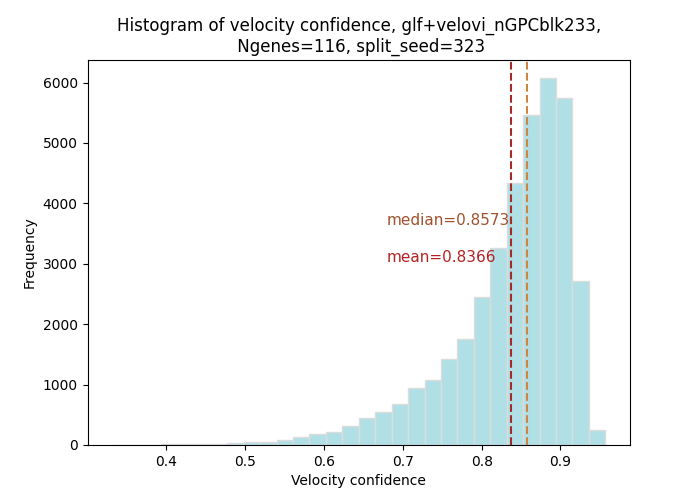 Histogram of velocity confidence, glf+velovi_nGPCblk233,
Ngenes=116, split_seed=323
Frequency
6000
5000
4000
3000
2000
1000
0
median=0.8573
mean=0.8366
0.4 0.5 0.6 0.7 0.8 0.9
Velocity confidence